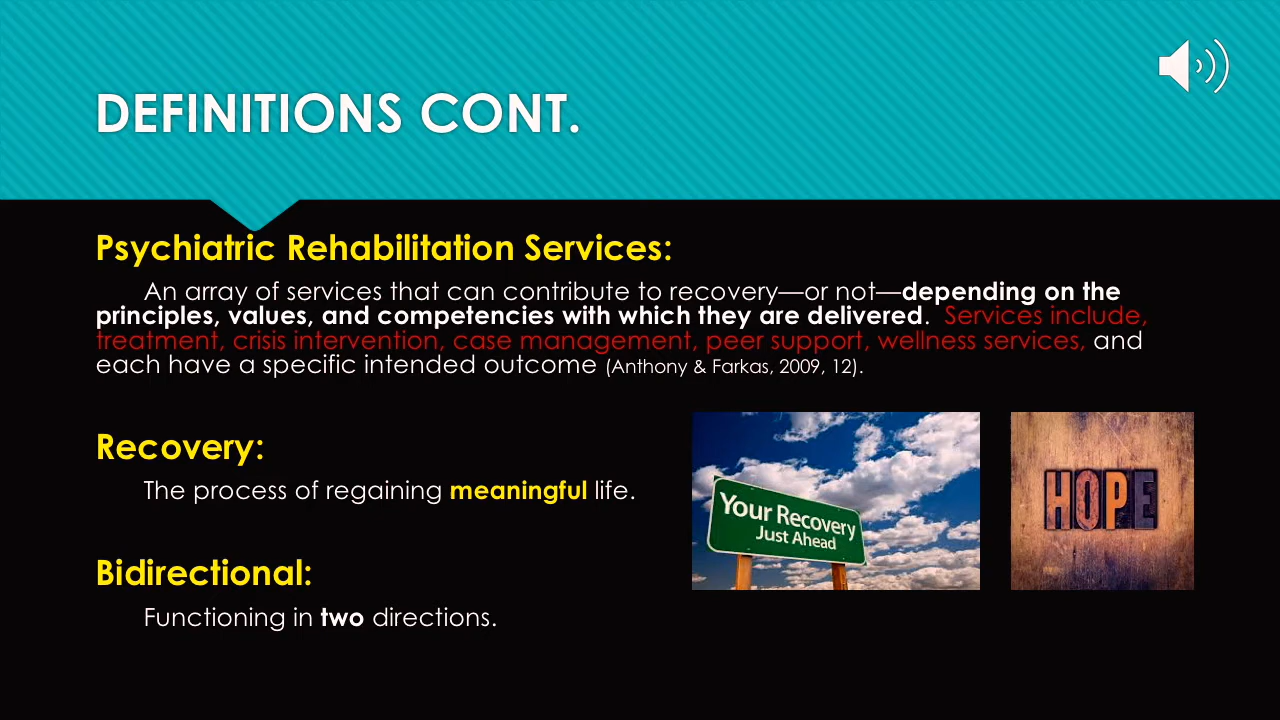 DEFINITIONS CONT.
Psychiatric Rehabilitation Services:
An array of services that can contribute to recovery—or not—depending on the
principles, values, and competencies with which they are delivered.  Services include,
treatment, crisis intervention, case management, peer support, wellness services, and
each have a specific intended outcome (Anthony & Farkas, 2009, 12).
Recovery:
The process of regaining meaningful life.
Your Recovery
Just Ahead
HOPE
Bidirectional:
Functioning in two directions.